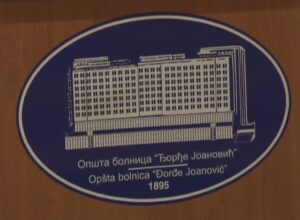 Општа болница "Ђорђе Јоановић"
Opšta bolnica "Đorđe Joanović"
1895